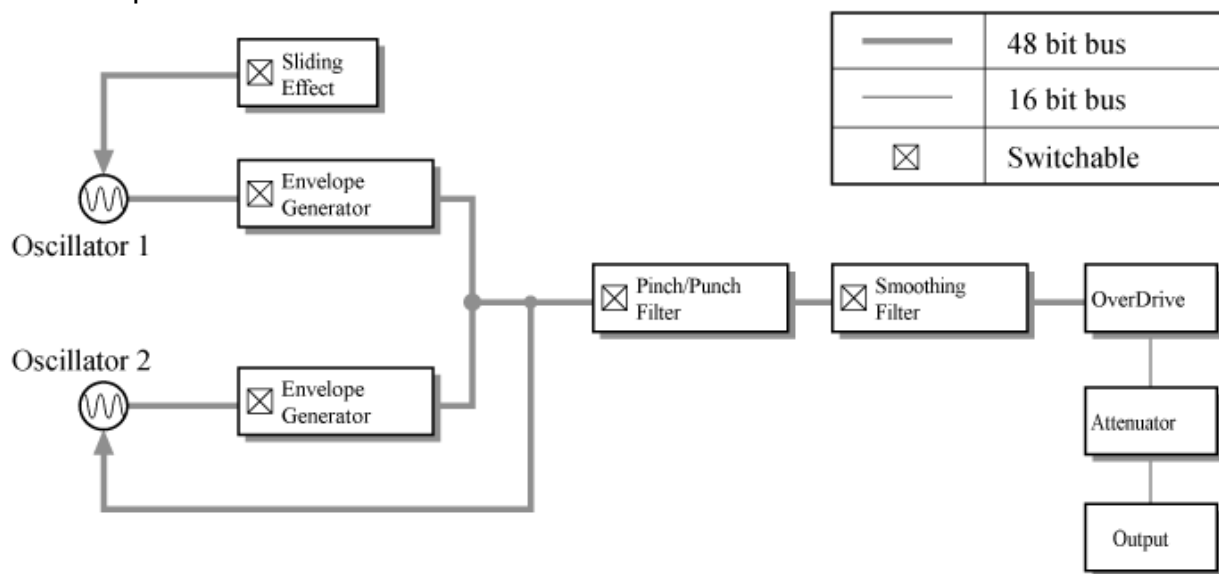 Sliding
Effect
48 bit bus
16 bit bus
Switchable
Envelope
Generator
Oscillator 1
Pinch/Punch
Filter
Smoothing
Filter
OverDrive
Oscillator 2
Envelope
Generator
Attenuator
Output